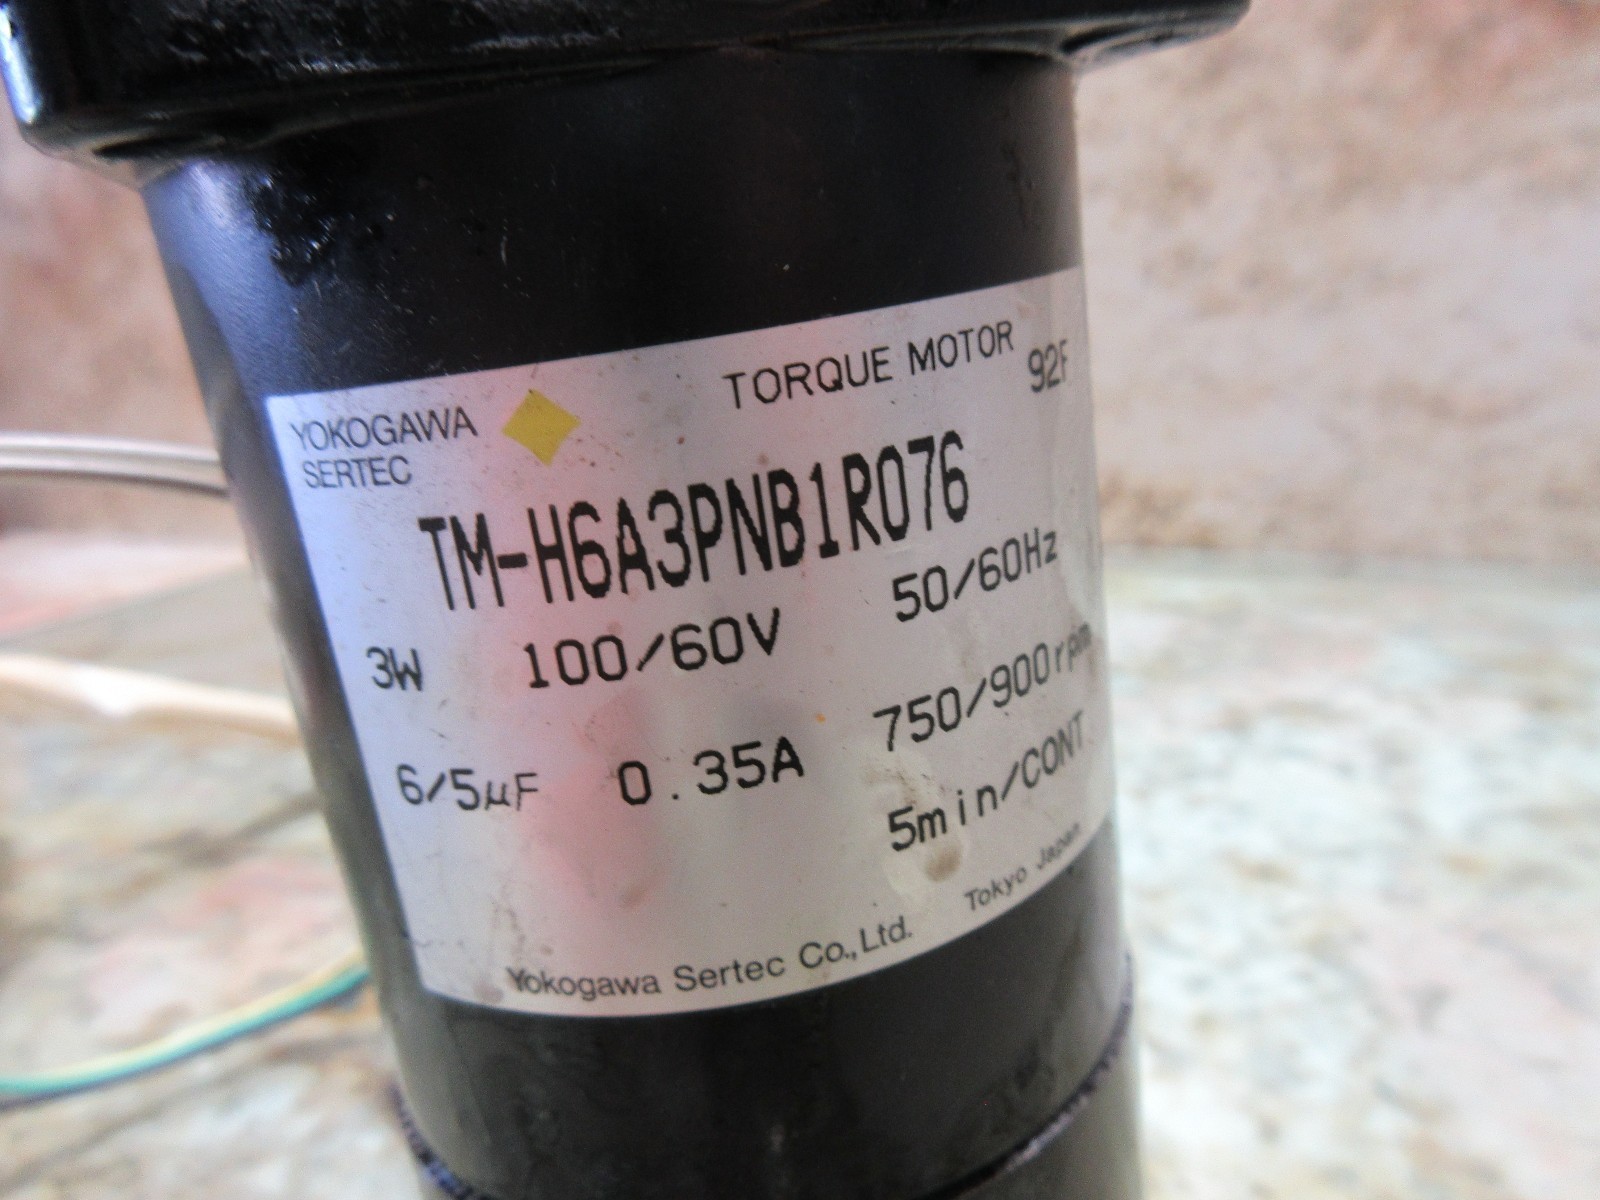 YOKOGAWA
SERTEC
TORQUE MOTOR
92F
TM-H6A3PNB1R076
3W 100/60V 50/60Hz
6/5μF 0.35A 750/900rpm
5min/CONT
Yokogawa Sertec Co.,Ltd. Tokyo Japan